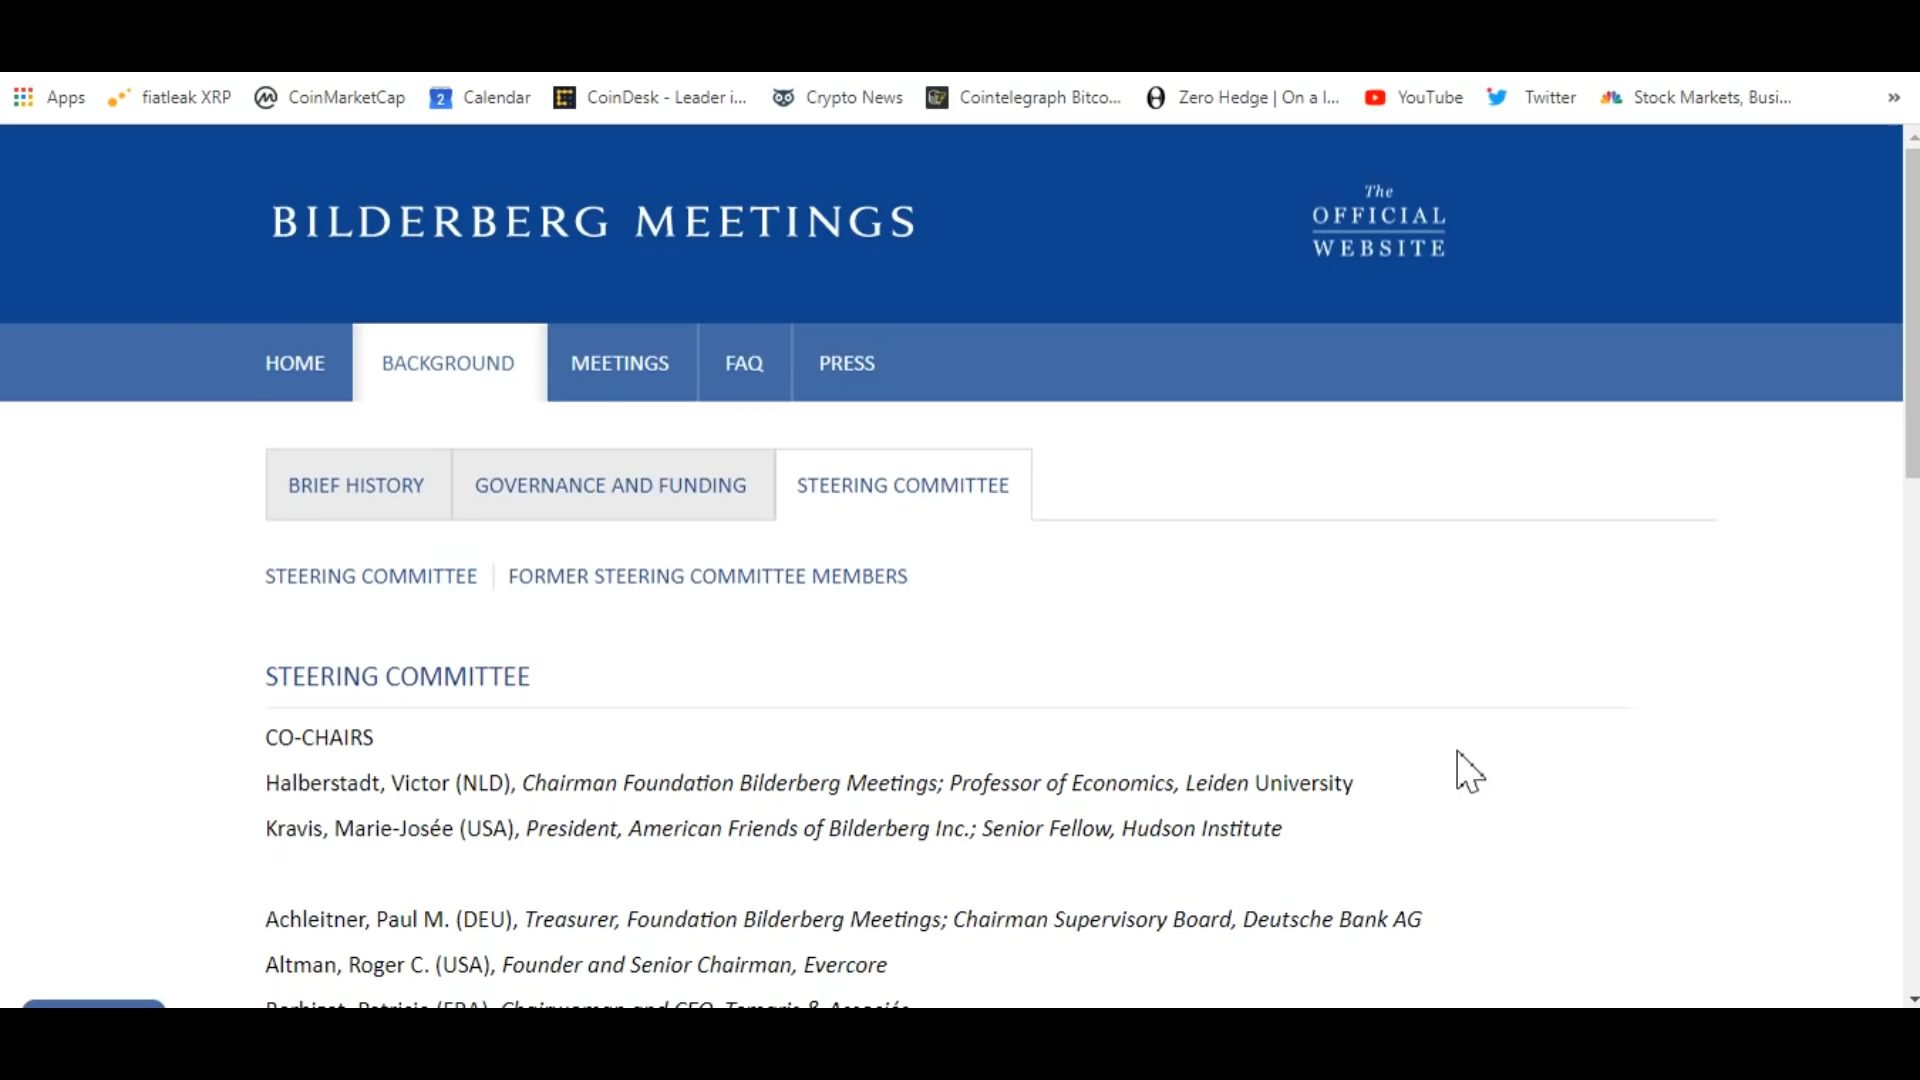 Apps fiatleak XRP CoinMarketCap 2 Calendar CoinDesk - Leader i... Crypto News Cointelegraph Bitco... Zero Hedge | On a l... YouTube Twitter Stock Markets, Busi... »
BILDERBERG MEETINGS
The
OFFICIAL
WEBSITE
HOME BACKGROUND MEETINGS FAQ PRESS
BRIEF HISTORY GOVERNANCE AND FUNDING STEERING COMMITTEE
STEERING COMMITTEE FORMER STEERING COMMITTEE MEMBERS
STEERING COMMITTEE
CO-CHAIRS
Halberstadt, Victor (NLD), Chairman Foundation Bilderberg Meetings; Professor of Economics, Leiden University
Kravis, Marie-Josée (USA), President, American Friends of Bilderberg Inc.; Senior Fellow, Hudson Institute
Achleitner, Paul M. (DEU), Treasurer, Foundation Bilderberg Meetings; Chairman Supervisory Board, Deutsche Bank AG
Altman, Roger C. (USA), Founder and Senior Chairman, Evercore